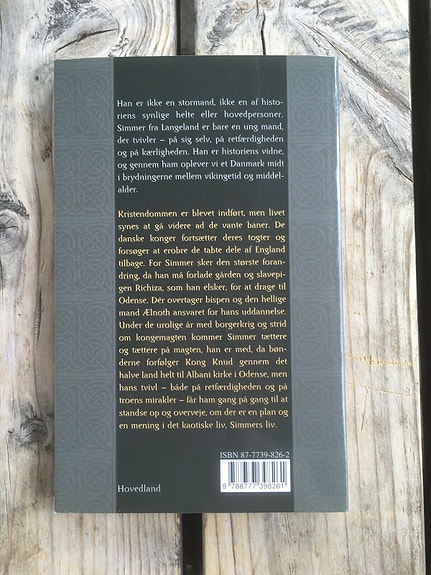 Han er ikke en stormand, ikke en af histo-
riens synlige helte eller hovedpersoner.
Simmer fra Langeland er bare en ung mand,
der tvivler – på sig selv, på retfærdigheden
og på kærligheden. Han er historiens vidne,
og gennem ham oplever vi et Danmark midt
i brydningerne mellem vikingetid og middel-
alder.
Kristendommen er blevet indført, men livet
synes at gå videre ad de vante baner. De
danske konger fortsætter deres togter og
forsøger at erobre de tabte dele af England
tilbage. For Simmer sker den største foran-
dring, da han må forlade gården og slavepi-
gen Richiza, som han elsker, for at drage til
Odense. Dér overtager bispen og den hellige
mand Ælnoth ansvaret for hans uddannelse.
Under de urolige år med borgerkrig og strid
om kongemagten kommer Simmer tættere
og tættere på magten, han er med, da bøn-
derne forfølger Kong Knud gennem det
halve land helt til Albani kirke i Odense, men
hans tvivl – både på retfærdigheden og på
troens mirakler – får ham gang på gang til at
standse op og overveje, om der er en plan og
en mening i det kaotiske liv, Simmers liv.
ISBN 87-7739-826-2
9 788777 398261
Hovedland